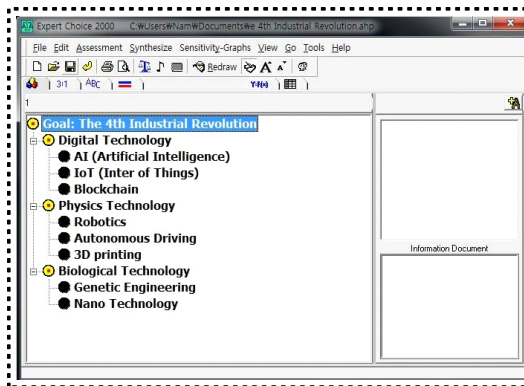 Expert Choice 2000 C:₩Users₩Nam₩Documents₩e 4th Industrial Revolution.ahp
File Edit Assessment Synthesize Sensitivity-Graphs View Go Tools Help
Redraw A A
3:1 ABC Y=f(x)
1
Goal: The 4th Industrial Revolution
Digital Technology
AI (Artificial Intelligence)
IoT (Inter of Things)
Blockchain
Physics Technology
Robotics
Autonomous Driving
3D printing
Biological Technology
Genetic Engineering
Nano Technology
Information Document